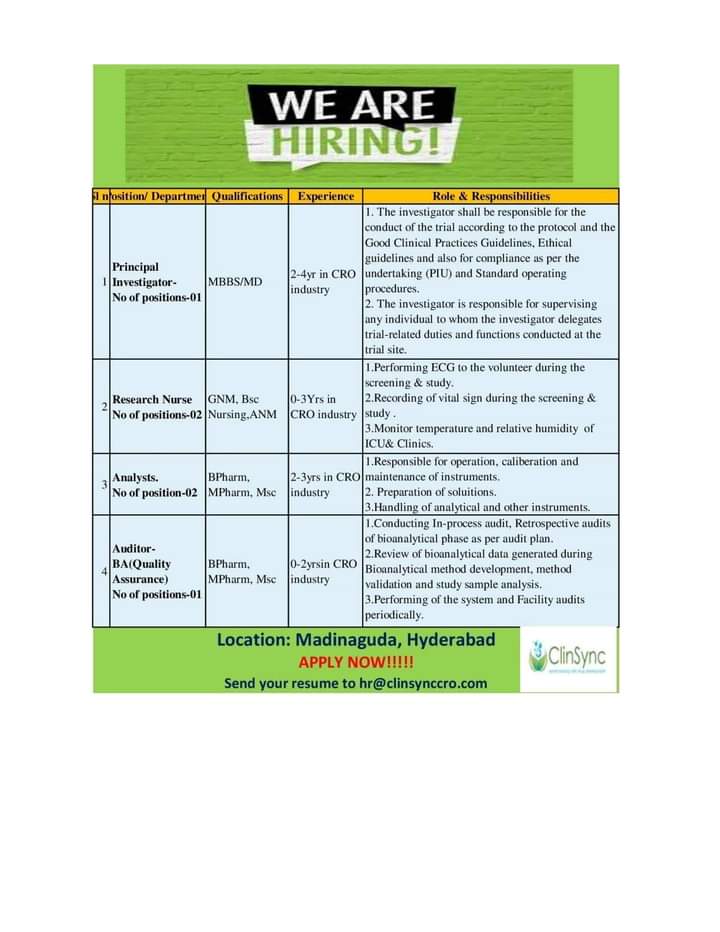 WE ARE
HIRING!
Sl n Position/ Departmen Qualifications Experience Role & Responsibilities
1
Principal
Investigator-
No of positions-01
MBBS/MD
2-4yr in CRO
industry
1. The investigator shall be responsible for the
conduct of the trial according to the protocol and the
Good Clinical Practices Guidelines, Ethical
guidelines and also for compliance as per the
undertaking (PIU) and Standard operating
procedures.
2. The investigator is responsible for supervising
any individual to whom the investigator delegates
trial-related duties and functions conducted at the
trial site.
2
Research Nurse
No of positions-02
GNM, Bsc
Nursing,ANM
0-3Yrs in
CRO industry
1.Performing ECG to the volunteer during the
screening & study.
2.Recording of vital sign during the screening &
study .
3.Monitor temperature and relative humidity of
ICU& Clinics.
3
Analysts.
No of position-02
BPharm,
MPharm, Msc
2-3yrs in CRO
industry
1.Responsible for operation, caliberation and
maintenance of instruments.
2. Preparation of soluitions.
3.Handling of analytical and other instruments.
4
Auditor-
BA(Quality
Assurance)
No of positions-01
BPharm,
MPharm, Msc
0-2yrsin CRO
industry
1.Conducting In-process audit, Retrospective audits
of bioanalytical phase as per audit plan.
2.Review of bioanalytical data generated during
Bioanalytical method development, method
validation and study sample analysis.
3.Performing of the system and Facility audits
periodically.
Location: Madinaguda, Hyderabad
APPLY NOW!!!!!
Send your resume to hr@clinsynccro.com
ClinSync